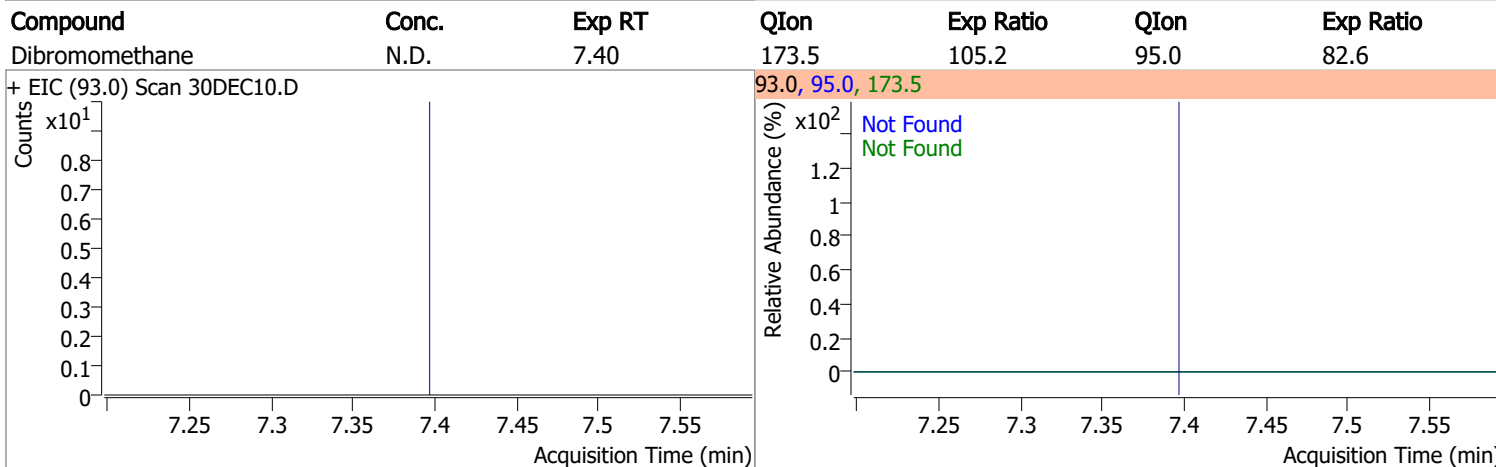 Compound Conc. Exp RT QIon Exp Ratio QIon Exp Ratio
Dibromomethane N.D. 7.40 173.5 105.2 95.0 82.6
+ EIC (93.0) Scan 30DEC10.D
Counts
x10¹
0.8
0.7
0.6
0.5
0.4
0.3
0.2
0.1
0
7.25 7.3 7.35 7.4 7.45 7.5 7.55
Acquisition Time (min)
93.0, 95.0, 173.5
Relative Abundance (%)
x10²
Not Found
Not Found
1.2
1
0.8
0.6
0.4
0.2
0
7.25 7.3 7.35 7.4 7.45 7.5 7.55
Acquisition Time (min)